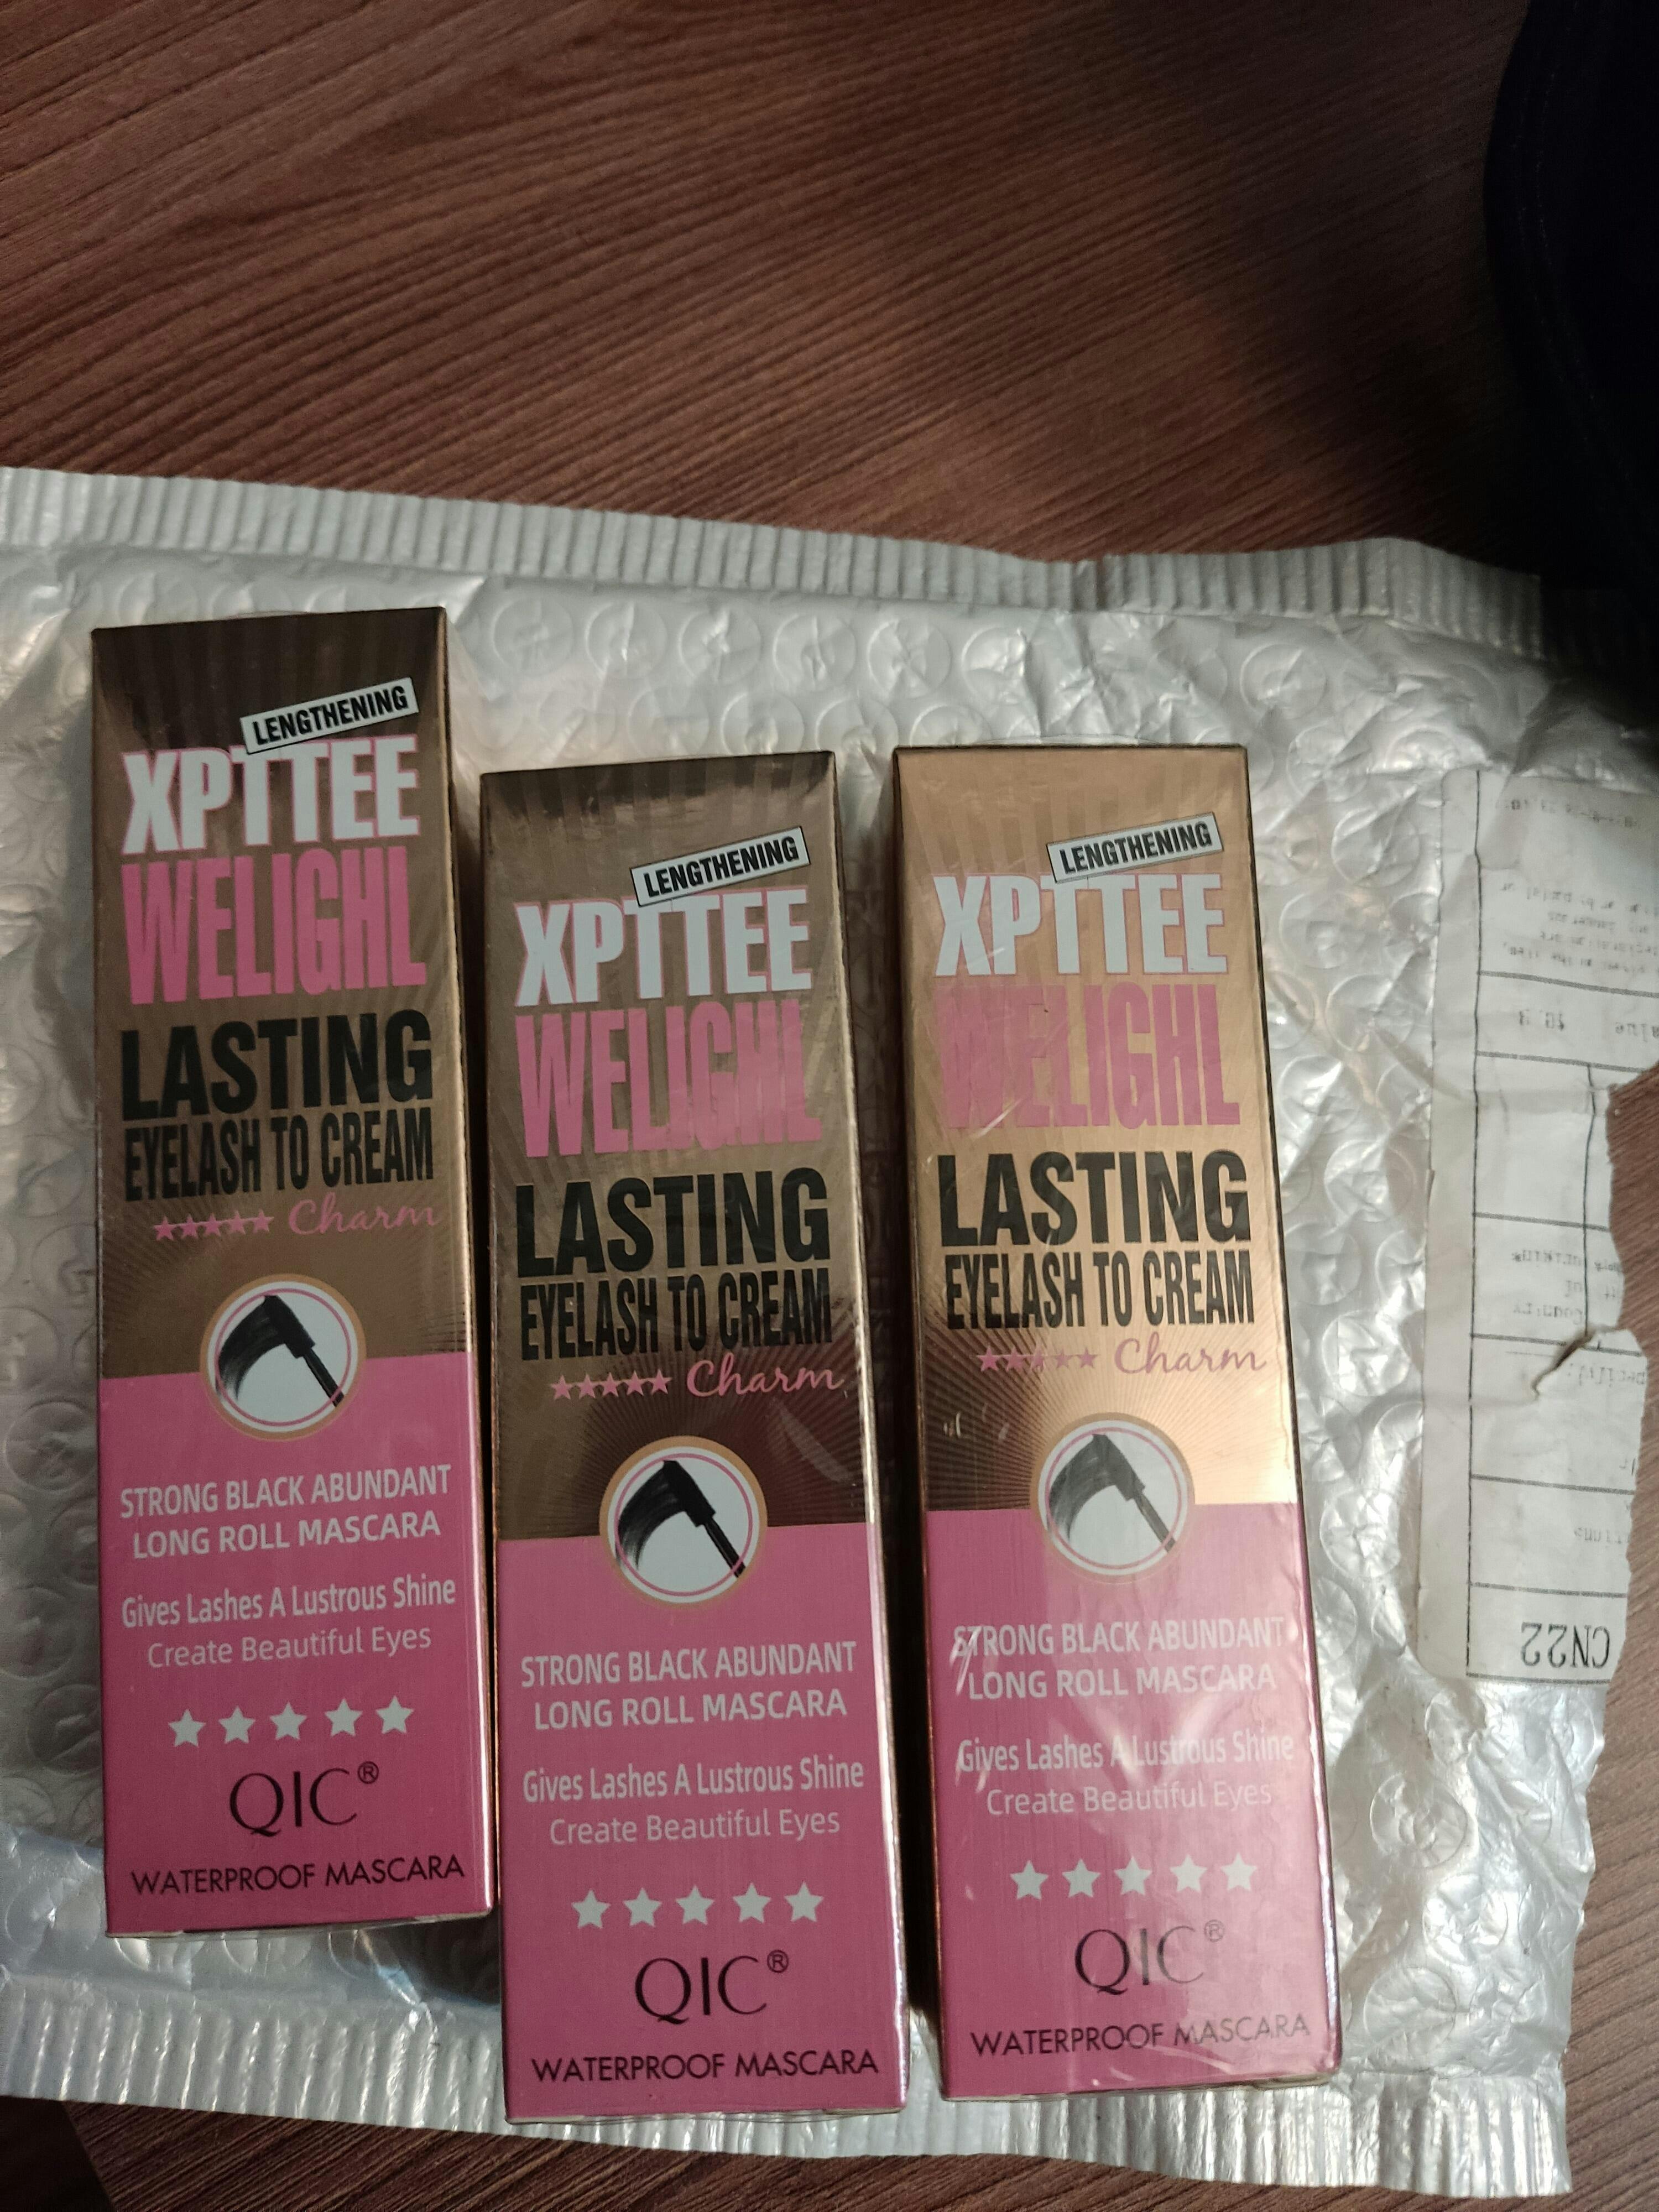 LENGTHENING
XPTTEE
WELIGHL
LASTING
EYELASH TO CREAM
★★★★★ Charm
STRONG BLACK ABUNDANT
LONG ROLL MASCARA
Gives Lashes A Lustrous Shine
Create Beautiful Eyes
★★★★★
QIC®
WATERPROOF MASCARA
LENGTHENING
XPTTEE
WELIGHL
LASTING
EYELASH TO CREAM
★★★★★ Charm
STRONG BLACK ABUNDANT
LONG ROLL MASCARA
Gives Lashes A Lustrous Shine
Create Beautiful Eyes
★★★★★
QIC®
WATERPROOF MASCARA
LENGTHENING
XPTTEE
WELIGHL
LASTING
EYELASH TO CREAM
★★★★★ Charm
STRONG BLACK ABUNDANT
LONG ROLL MASCARA
Gives Lashes A Lustrous Shine
Create Beautiful Eyes
★★★★★
QIC®
WATERPROOF MASCARA
CN22